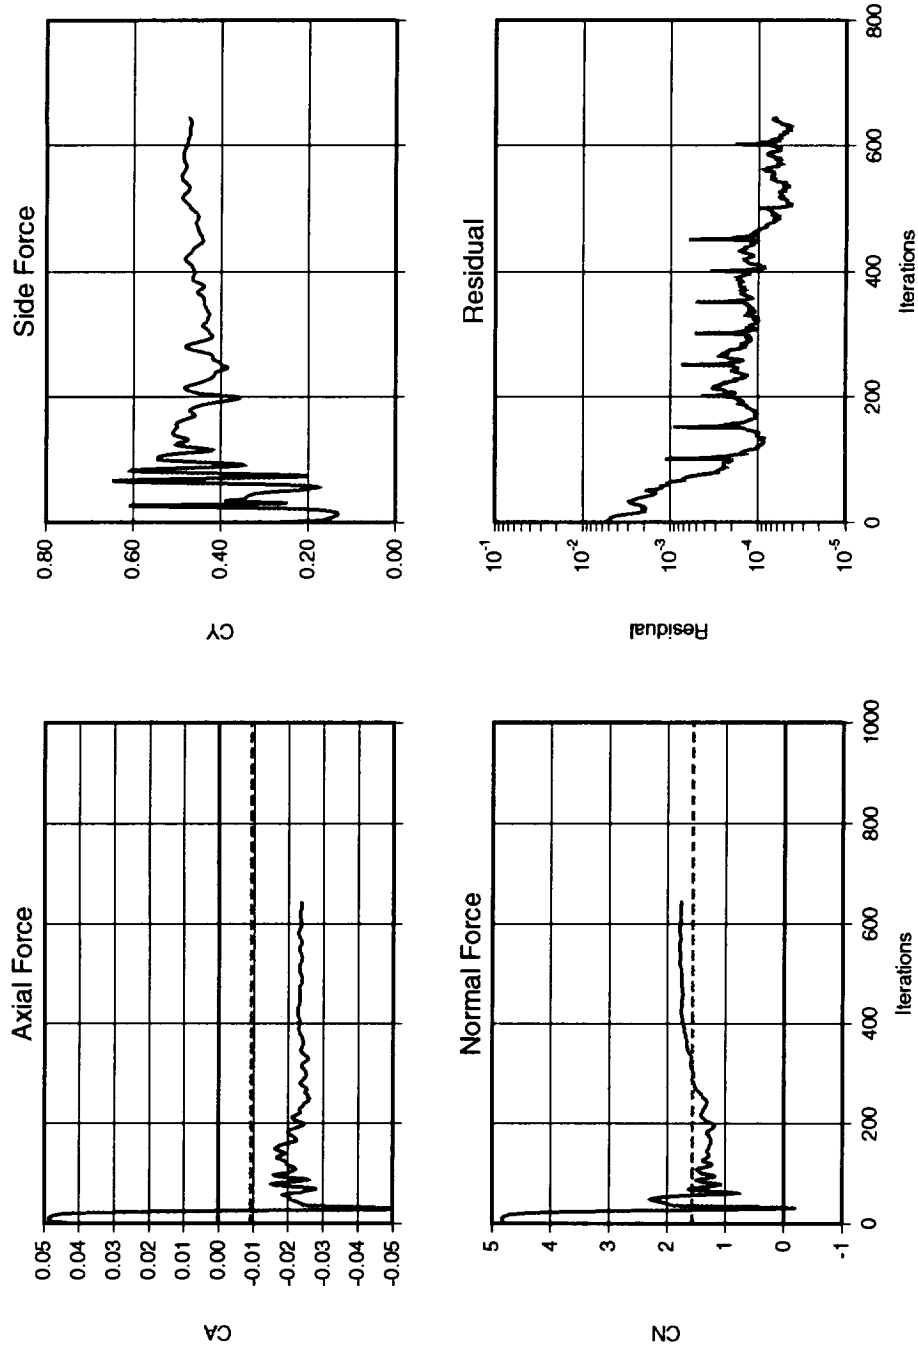 Axial Force
CA
0.05
0.04
0.03
0.02
0.01
0.00
-0.01
-0.02
-0.03
-0.04
-0.05
Side Force
CY
0.80
0.60
0.40
0.20
0.00
Normal Force
CN
5
4
3
2
1
0
-1
0 200 400 600 800 1000
Iterations
Residual
Residual
10⁻¹
10⁻²
10⁻³
10⁻⁴
10⁻⁵
0 200 400 600 800
Iterations